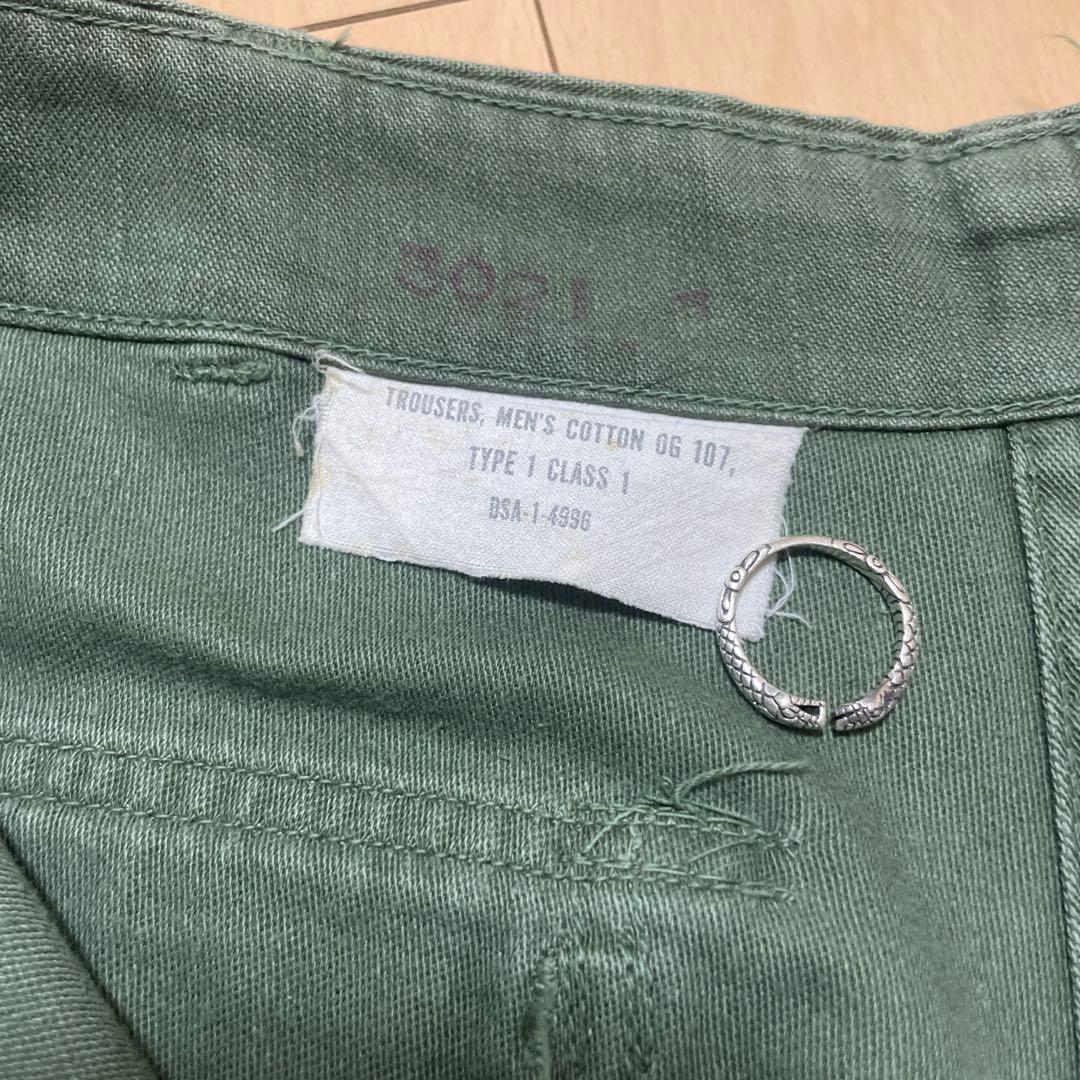 3021
TROUSERS, MEN'S COTTON OG 107,
TYPE 1 CLASS 1
DSA-1-4996